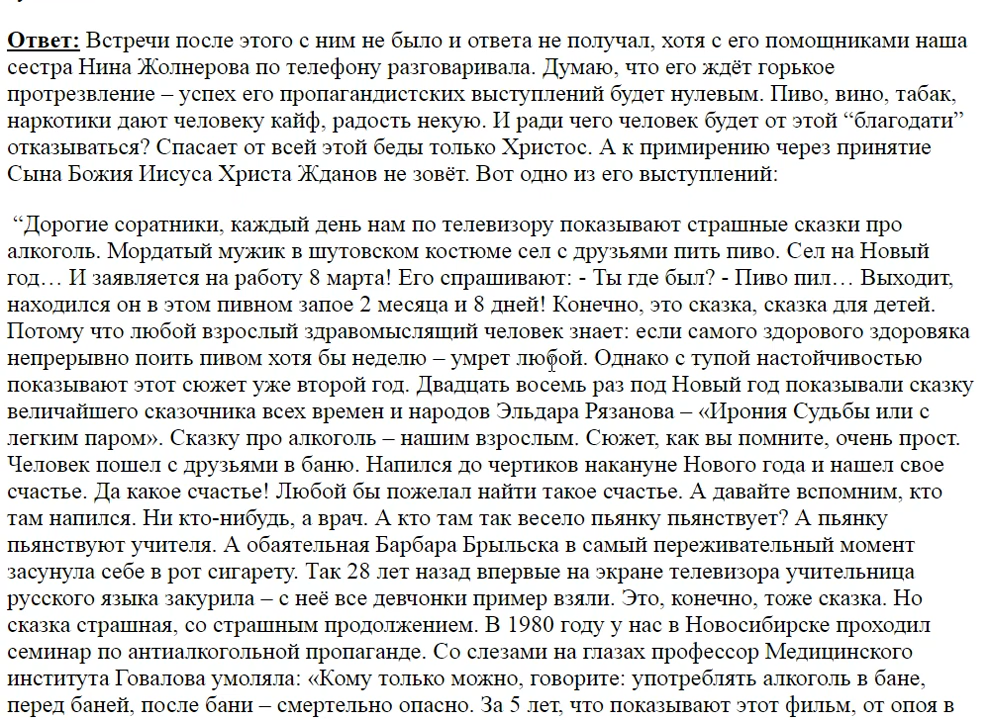 Ответ: Встречи после этого с ним не было и ответа не получал, хотя с его помощниками наша
сестра Нина Жолнерова по телефону разговаривала. Думаю, что его ждёт горькое
протрезвление – успех его пропагандистских выступлений будет нулевым. Пиво, вино, табак,
наркотики дают человеку кайф, радость некую. И ради чего человек будет от этой “благодати”
отказываться? Спасает от всей этой беды только Христос. А к примирению через принятие
Сына Божия Иисуса Христа Жданов не зовёт. Вот одно из его выступлений:
“Дорогие соратники, каждый день нам по телевизору показывают страшные сказки про
алкоголь. Мордатый мужик в шутовском костюме сел с друзьями пить пиво. Сел на Новый
год… И заявляется на работу 8 марта! Его спрашивают: - Ты где был? - Пиво пил… Выходит,
находился он в этом пивном запое 2 месяца и 8 дней! Конечно, это сказка, сказка для детей.
Потому что любой взрослый здравомыслящий человек знает: если самого здорового здоровяка
непрерывно поить пивом хотя бы неделю – умрет любой. Однако с тупой настойчивостью
показывают этот сюжет уже второй год. Двадцать восемь раз под Новый год показывали сказку
величайшего сказочника всех времен и народов Эльдара Рязанова – «Ирония Судьбы или с
легким паром». Сказку про алкоголь – нашим взрослым. Сюжет, как вы помните, очень прост.
Человек пошел с друзьями в баню. Напился до чертиков накануне Нового года и нашел свое
счастье. Да какое счастье! Любой бы пожелал найти такое счастье. А давайте вспомним, кто
там напился. Ни кто-нибудь, а врач. А кто там так весело пьянку пьянствует? А пьянку
пьянствуют учителя. А обаятельная Барбара Брыльска в самый переживательный момент
засунула себе в рот сигарету. Так 28 лет назад впервые на экране телевизора учительница
русского языка закурила – с неё все девчонки пример взяли. Это, конечно, тоже сказка. Но
сказка страшная, со страшным продолжением. В 1980 году у нас в Новосибирске проходил
семинар по антиалкогольной пропаганде. Со слезами на глазах профессор Медицинского
института Говалова умоляла: «Кому только можно, говорите: употреблять алкоголь в бане,
перед баней, после бани – смертельно опасно. За 5 лет, что показывают этот фильм, от опоя в